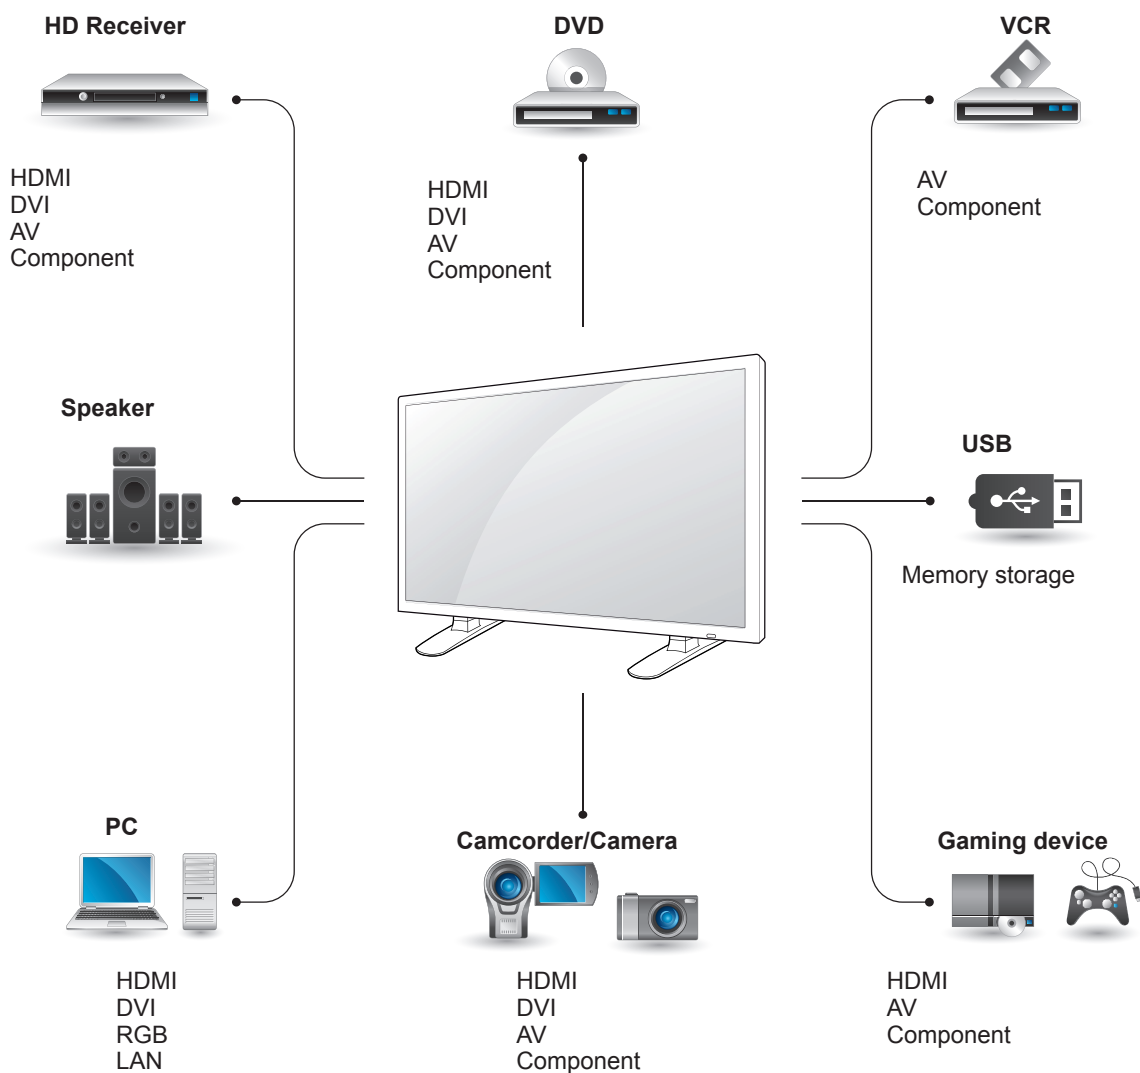 HD Receiver
HDMI
DVI
AV
Component
DVD
HDMI
DVI
AV
Component
VCR
AV
Component
Speaker
USB
Memory storage
PC
HDMI
DVI
RGB
LAN
Camcorder/Camera
HDMI
DVI
AV
Component
Gaming device
HDMI
AV
Component